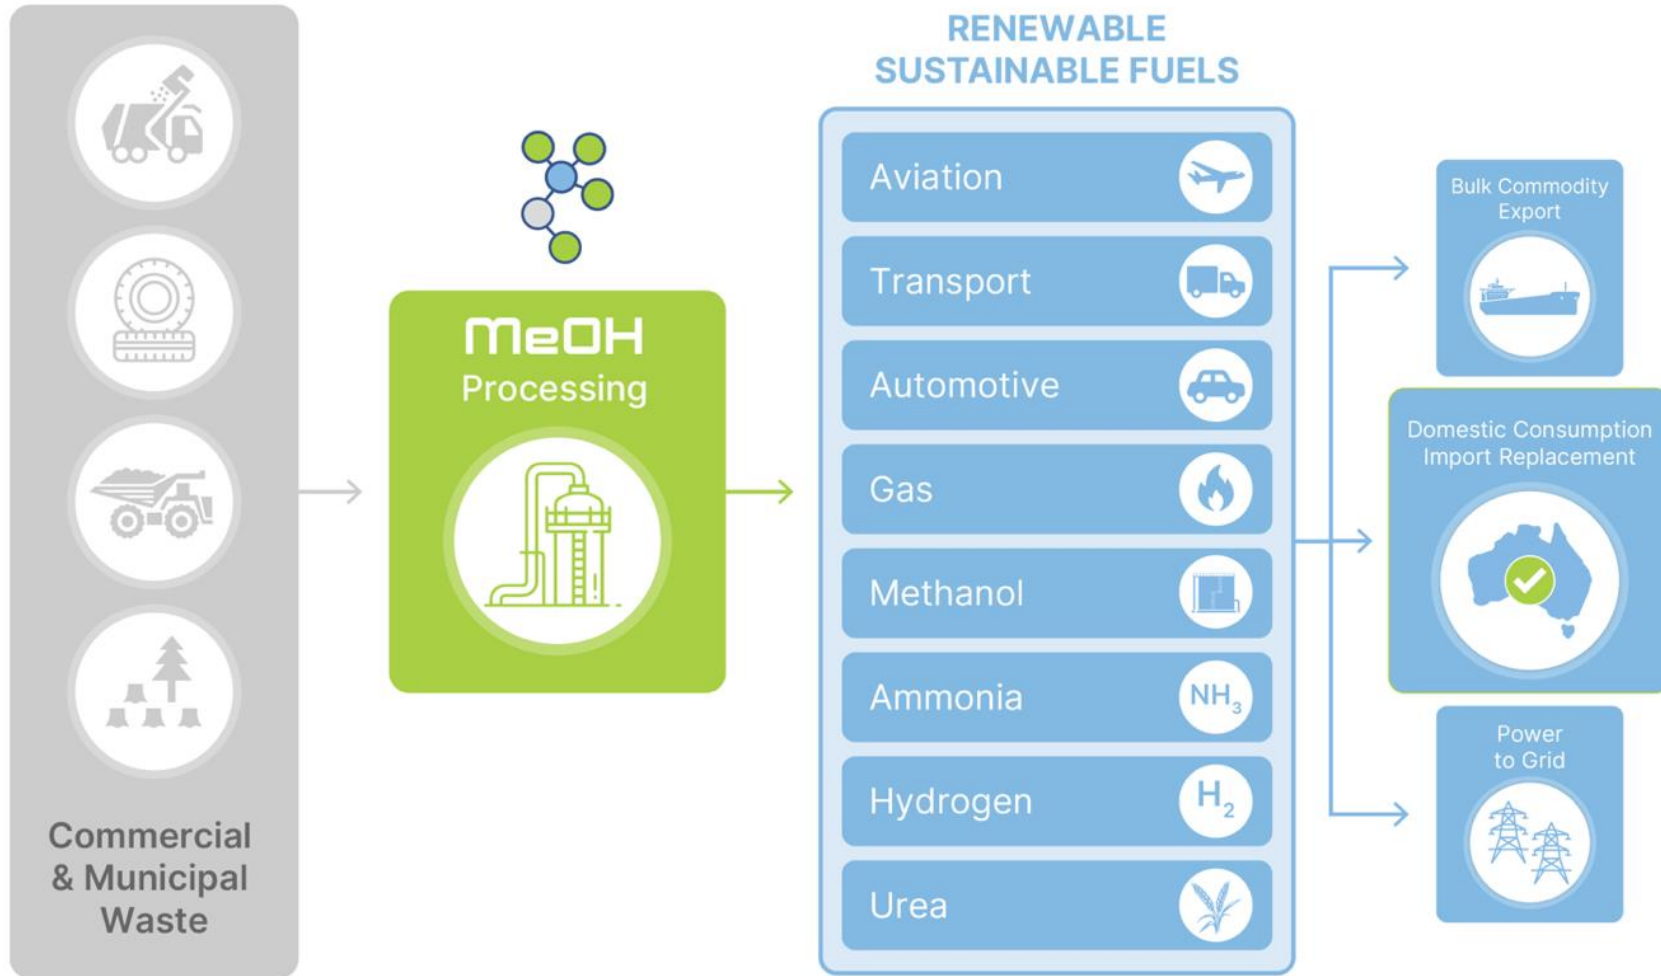 Commercial
& Municipal
Waste
MeOH
Processing
RENEWABLE
SUSTAINABLE FUELS
Aviation
Transport
Automotive
Gas
Methanol
Ammonia
NH₃
Hydrogen
H₂
Urea
Bulk Commodity
Export
Domestic Consumption
Import Replacement
Power
to Grid